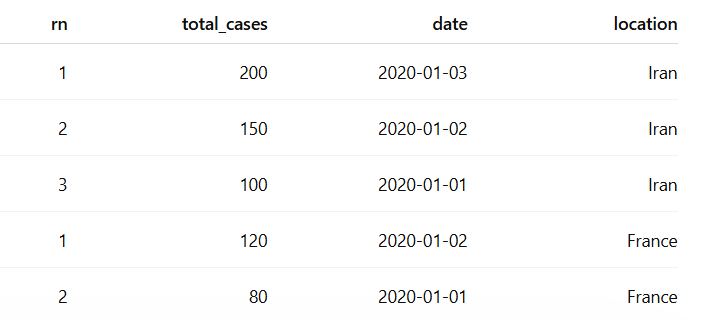 rn total_cases date location
1 200 2020-01-03 Iran
2 150 2020-01-02 Iran
3 100 2020-01-01 Iran
1 120 2020-01-02 France
2 80 2020-01-01 France